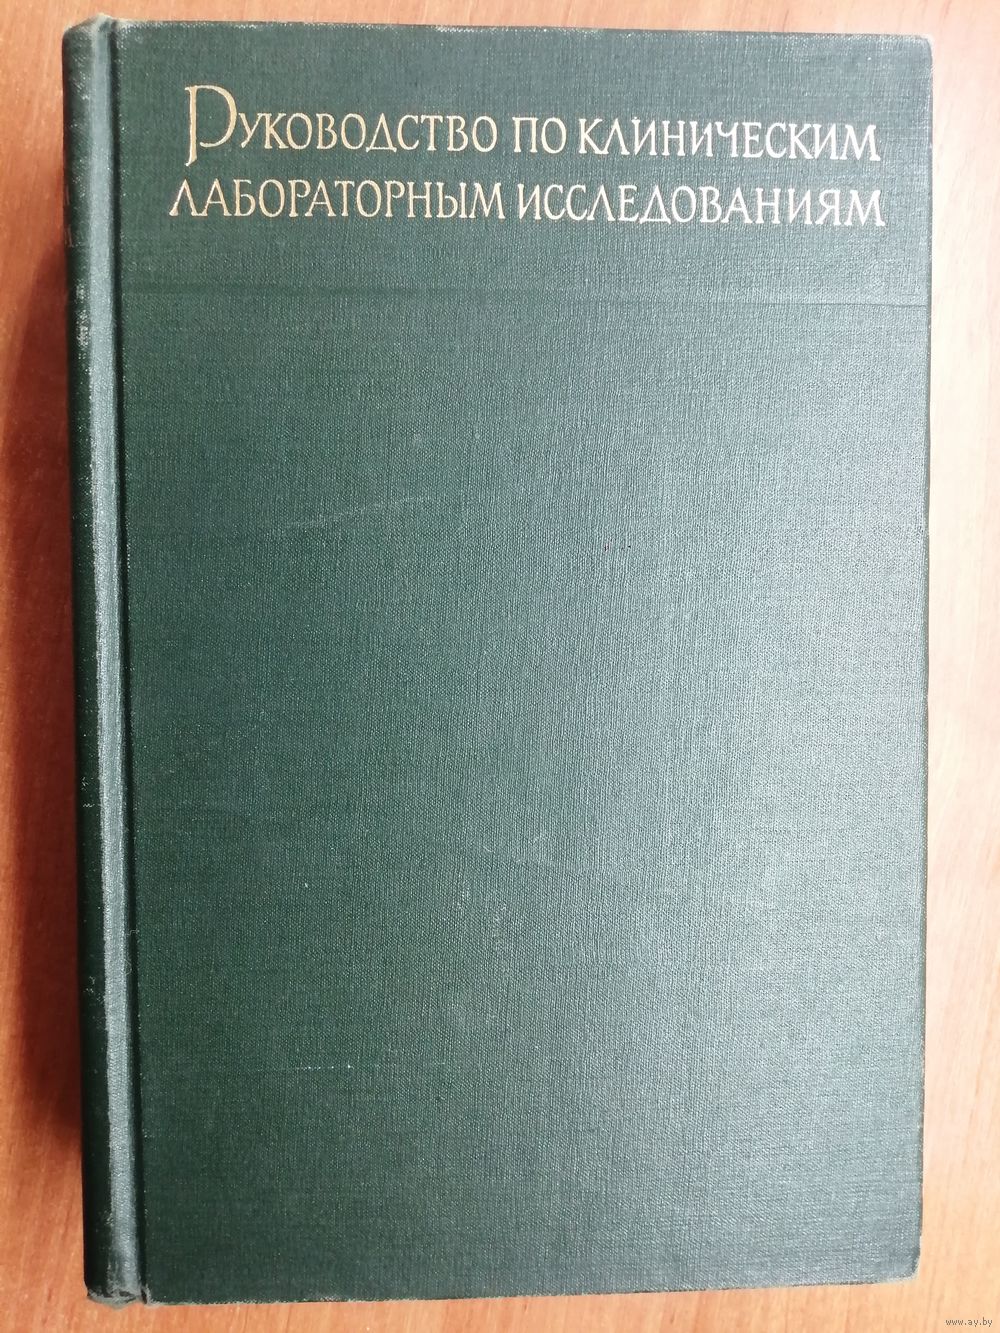 Руководство по клиническим
лабораторным исследованиям
www.ay.by